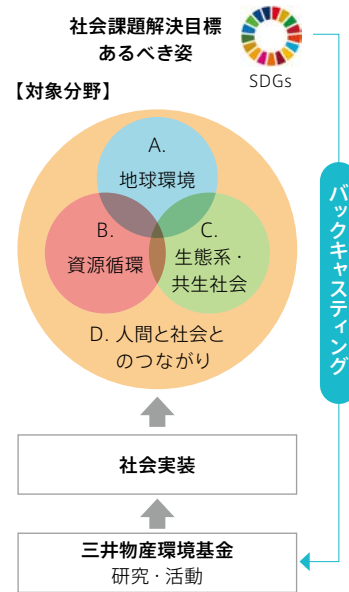 社会課題解決目標
あるべき姿
SDGs
【対象分野】
A.
地球環境
B.
資源循環
C.
生態系・
共生社会
D. 人間と社会と
のつながり
バックキャスティング
社会実装
三井物産環境基金
研究・活動